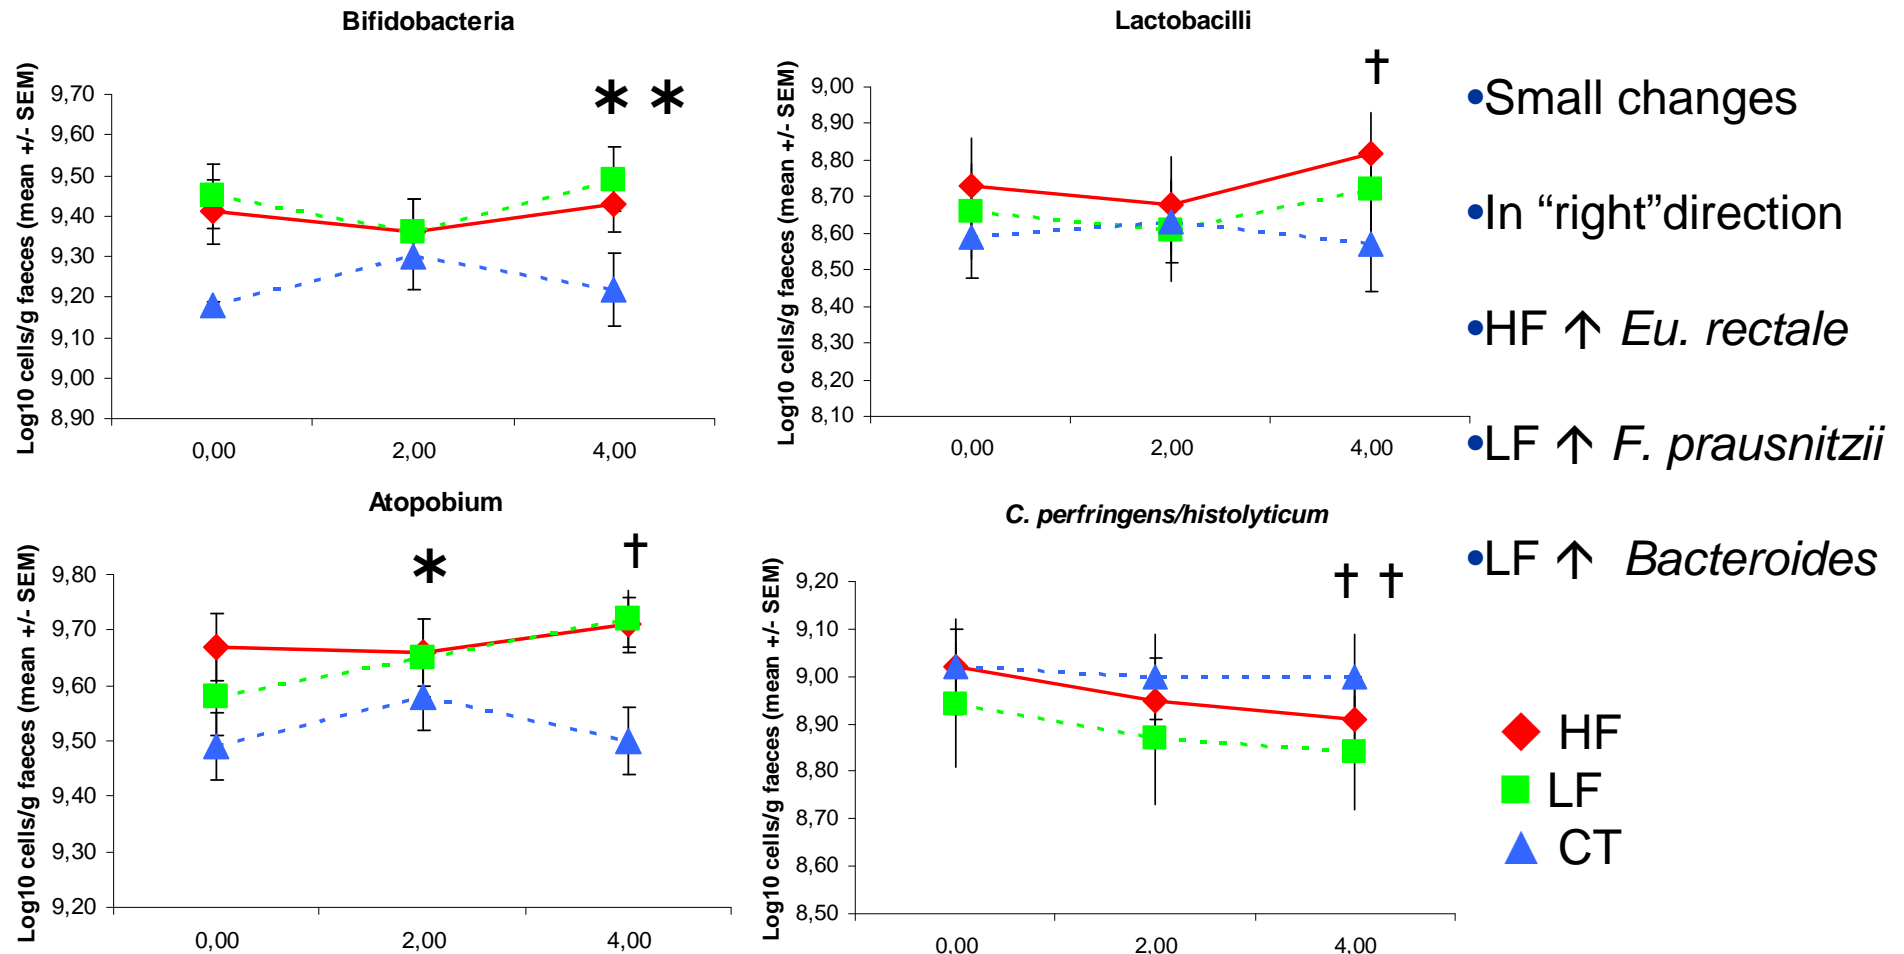 Bifidobacteria
Log10 cells/g faeces (mean +/- SEM)
9,70
9,60
9,50
9,40
9,30
9,20
9,10
9,00
8,90
0,00 2,00 4,00
* *
Lactobacilli
Log10 cells/g faeces (mean +/- SEM)
9,00
8,90
8,80
8,70
8,60
8,50
8,40
8,30
8,20
8,10
0,00 2,00 4,00
†
Atopobium
Log10 cells/g faeces (mean +/- SEM)
9,80
9,70
9,60
9,50
9,40
9,30
9,20
0,00 2,00 4,00
* †
C. perfringens/histolyticum
Log10 cells/g faeces (mean +/- SEM)
9,20
9,10
9,00
8,90
8,80
8,70
8,60
8,50
0,00 2,00 4,00
† †
•Small changes
•In “right”direction
•HF ↑ Eu. rectale
•LF ↑ F. prausnitzii
•LF ↑ Bacteroides
HF
LF
CT